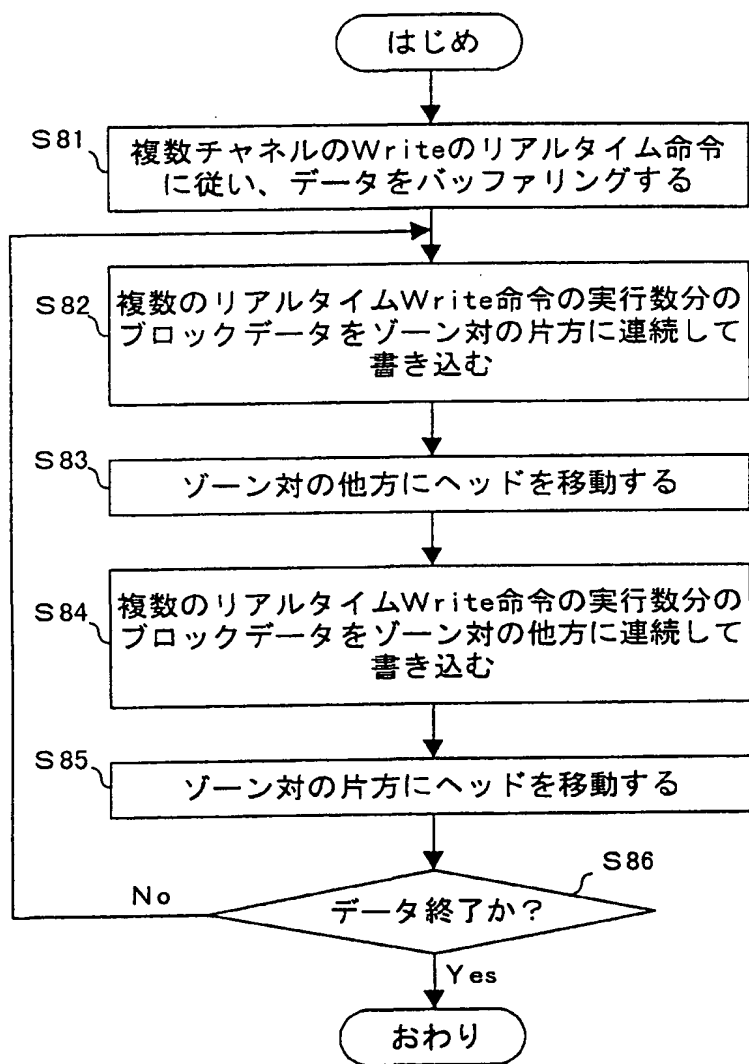 はじめ
S81
複数チャネルのWriteのリアルタイム命令
に従い、データをバッファリングする
S82
複数のリアルタイムWrite命令の実行数分の
ブロックデータをゾーン対の片方に連続して
書き込む
S83
ゾーン対の他方にヘッドを移動する
S84
複数のリアルタイムWrite命令の実行数分の
ブロックデータをゾーン対の他方に連続して
書き込む
S85
ゾーン対の片方にヘッドを移動する
S86
No
データ終了か?
Yes
おわり